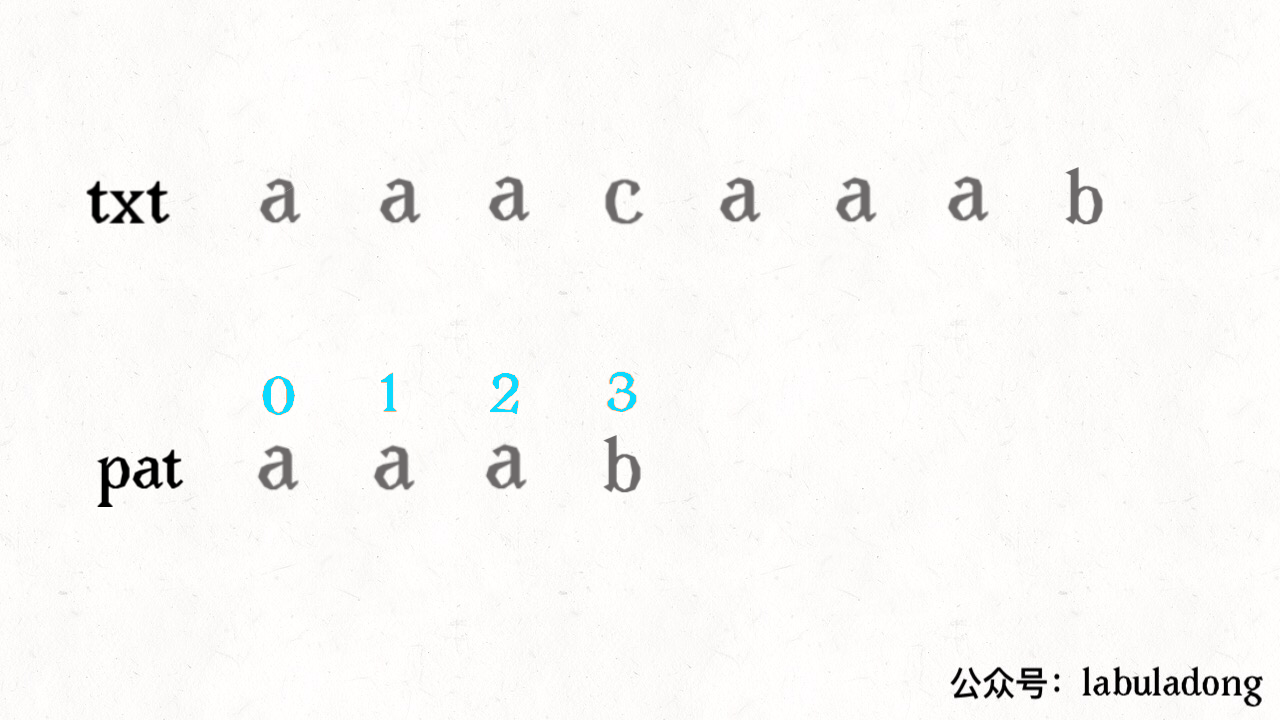 txt a a a c a a a b
0 1 2 3
pat a a a b
公众号：labuladong